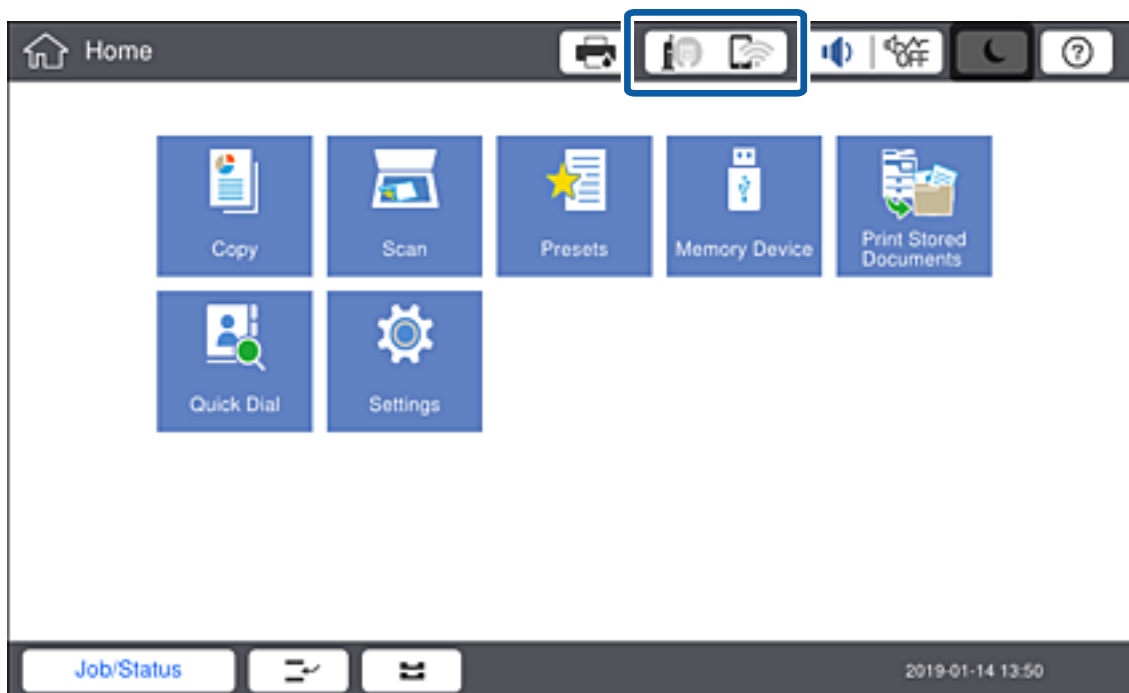 Home
OFF
?
Copy
Scan
Presets
Memory Device
Print Stored
Documents
Quick Dial
Settings
Job/Status
2019-01-14 13:50